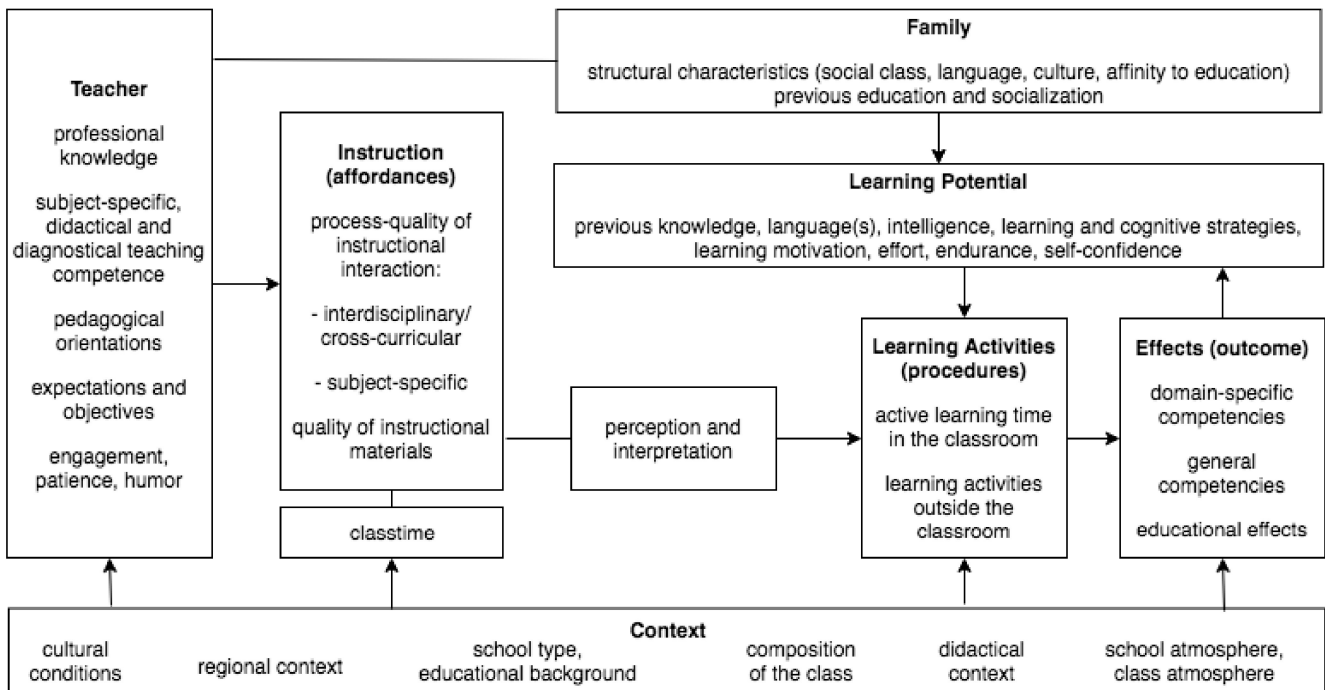 Teacher
professional
knowledge
subject-specific,
didactical and
diagnostical teaching
competence
pedagogical
orientations
expectations and
objectives
engagement,
patience, humor
Instruction
(affordances)
process-quality of
instructional
interaction:
- interdisciplinary/
cross-curricular
- subject-specific
quality of instructional
materials
classtime
perception and
interpretation
Family
structural characteristics (social class, language, culture, affinity to education)
previous education and socialization
Learning Potential
previous knowledge, language(s), intelligence, learning and cognitive strategies,
learning motivation, effort, endurance, self-confidence
Learning Activities
(procedures)
active learning time
in the classroom
learning activities
outside the
classroom
Effects (outcome)
domain-specific
competencies
general
competencies
educational effects
Context
cultural
conditions
regional context
school type,
educational background
composition
of the class
didactical
context
school atmosphere,
class atmosphere